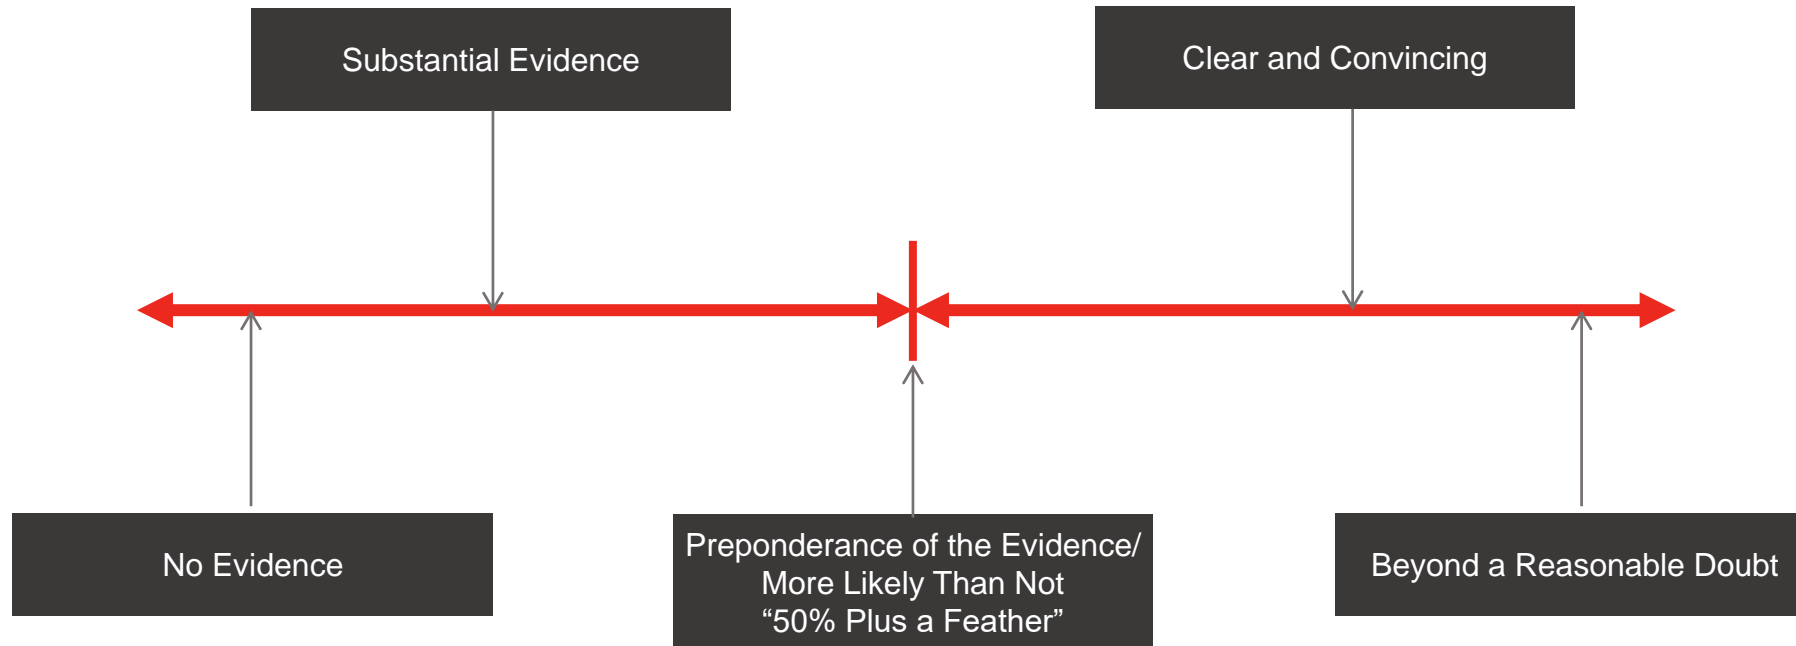 Substantial Evidence
Clear and Convincing
No Evidence
Preponderance of the Evidence/
More Likely Than Not
“50% Plus a Feather”
Beyond a Reasonable Doubt